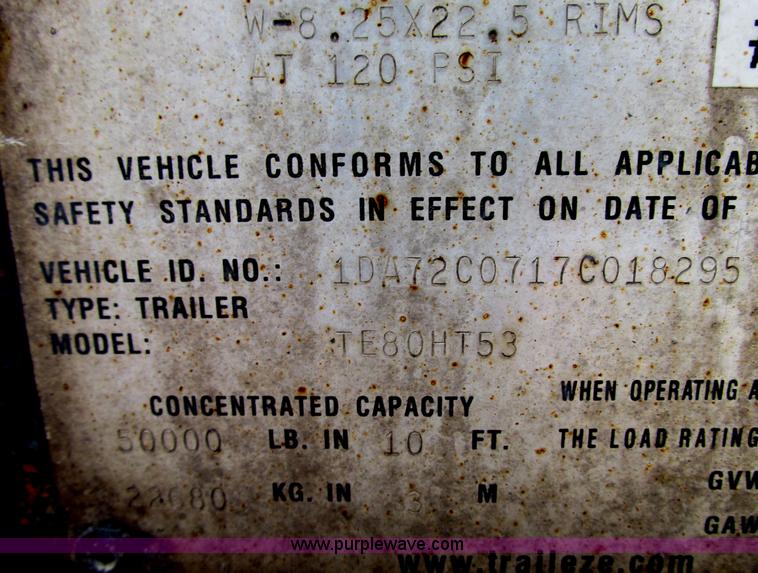 W-8.25X22.5 RIMS
AT 120 PSI
THIS VEHICLE CONFORMS TO ALL APPLICAB
SAFETY STANDARDS IN EFFECT ON DATE OF
VEHICLE ID. NO.: 1DA72C0717C018295
TYPE: TRAILER
MODEL: TE80HT53
CONCENTRATED CAPACITY
50000 LB. IN 10 FT.
22680 KG. IN 3 M
WHEN OPERATING A
THE LOAD RATING
GVW
GAW
www.purplewave.com
www.traileze.com